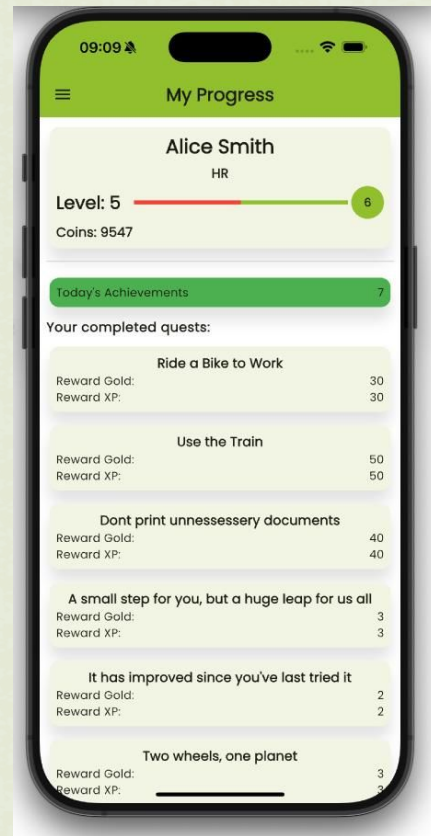 09:09
My Progress
Alice Smith
HR
Level: 5 6
Coins: 9547
Today's Achievements 7
Your completed quests:
Ride a Bike to Work
Reward Gold: 30
Reward XP: 30
Use the Train
Reward Gold: 50
Reward XP: 50
Dont print unnessessery documents
Reward Gold: 40
Reward XP: 40
A small step for you, but a huge leap for us all
Reward Gold: 3
Reward XP: 3
It has improved since you've last tried it
Reward Gold: 2
Reward XP: 2
Two wheels, one planet
Reward Gold: 3
Reward XP: 3